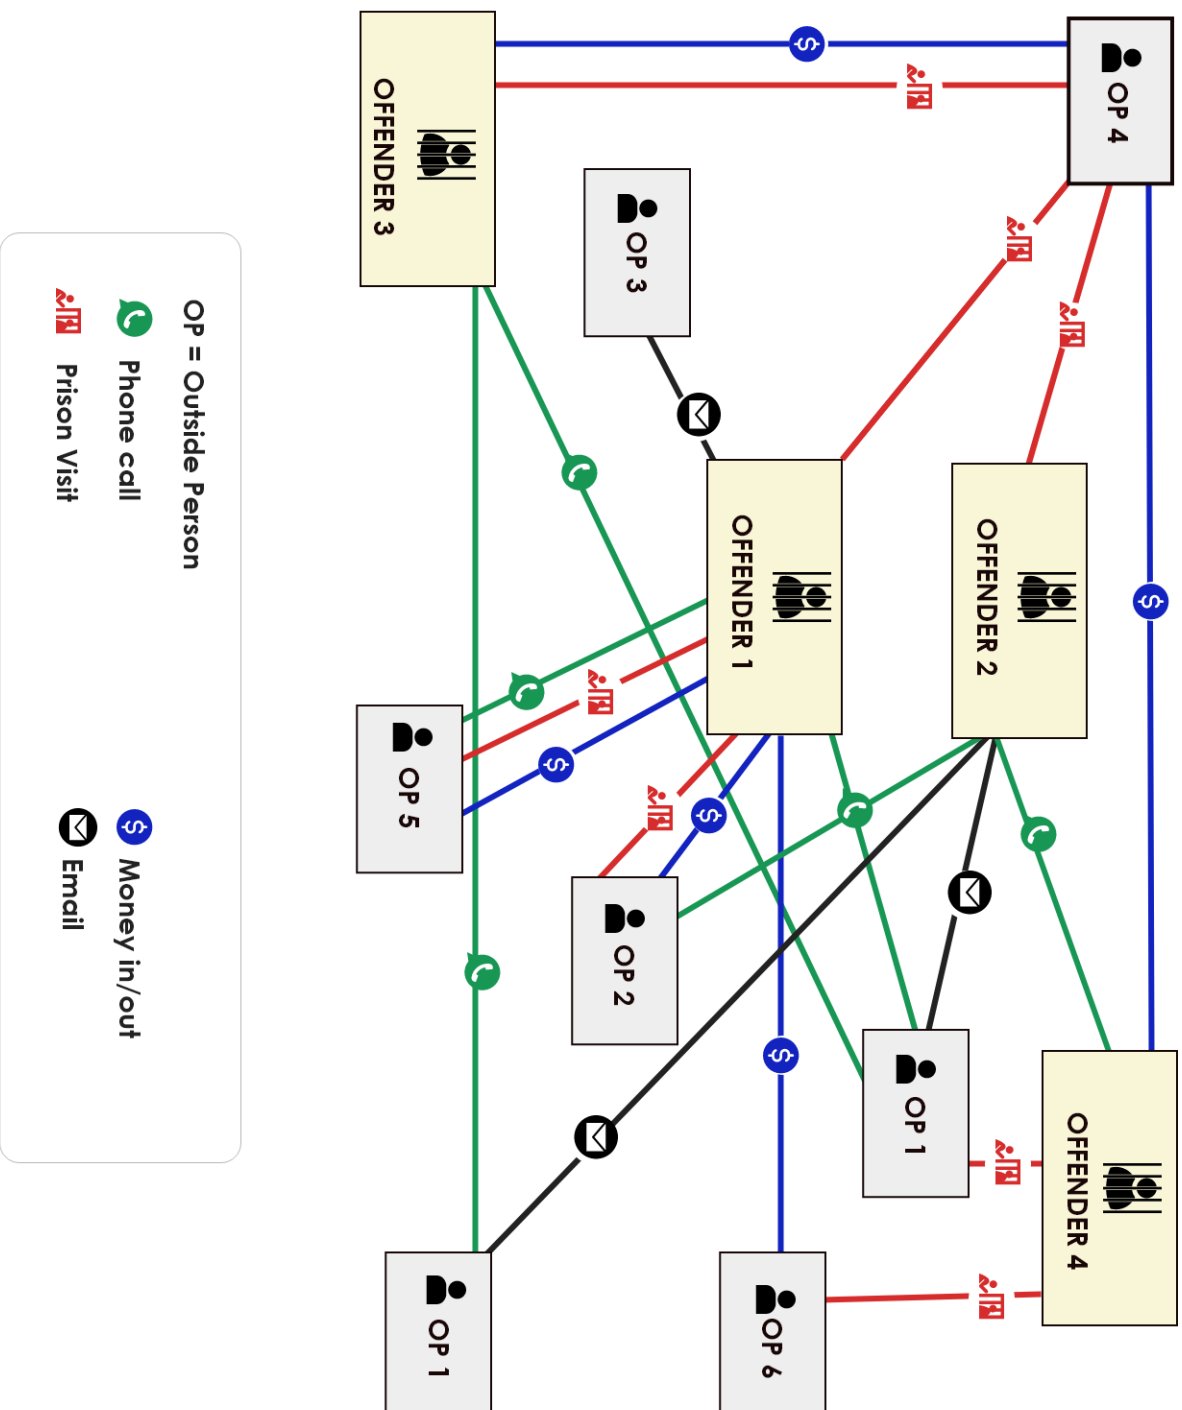 OP 4
OFFENDER 2
OFFENDER 4
OFFENDER 1
OP 1
OP 3
OP 2
OP 6
OFFENDER 3
OP 5
OP 1
OP = Outside Person
Phone call
Money in/out
Prison Visit
Email